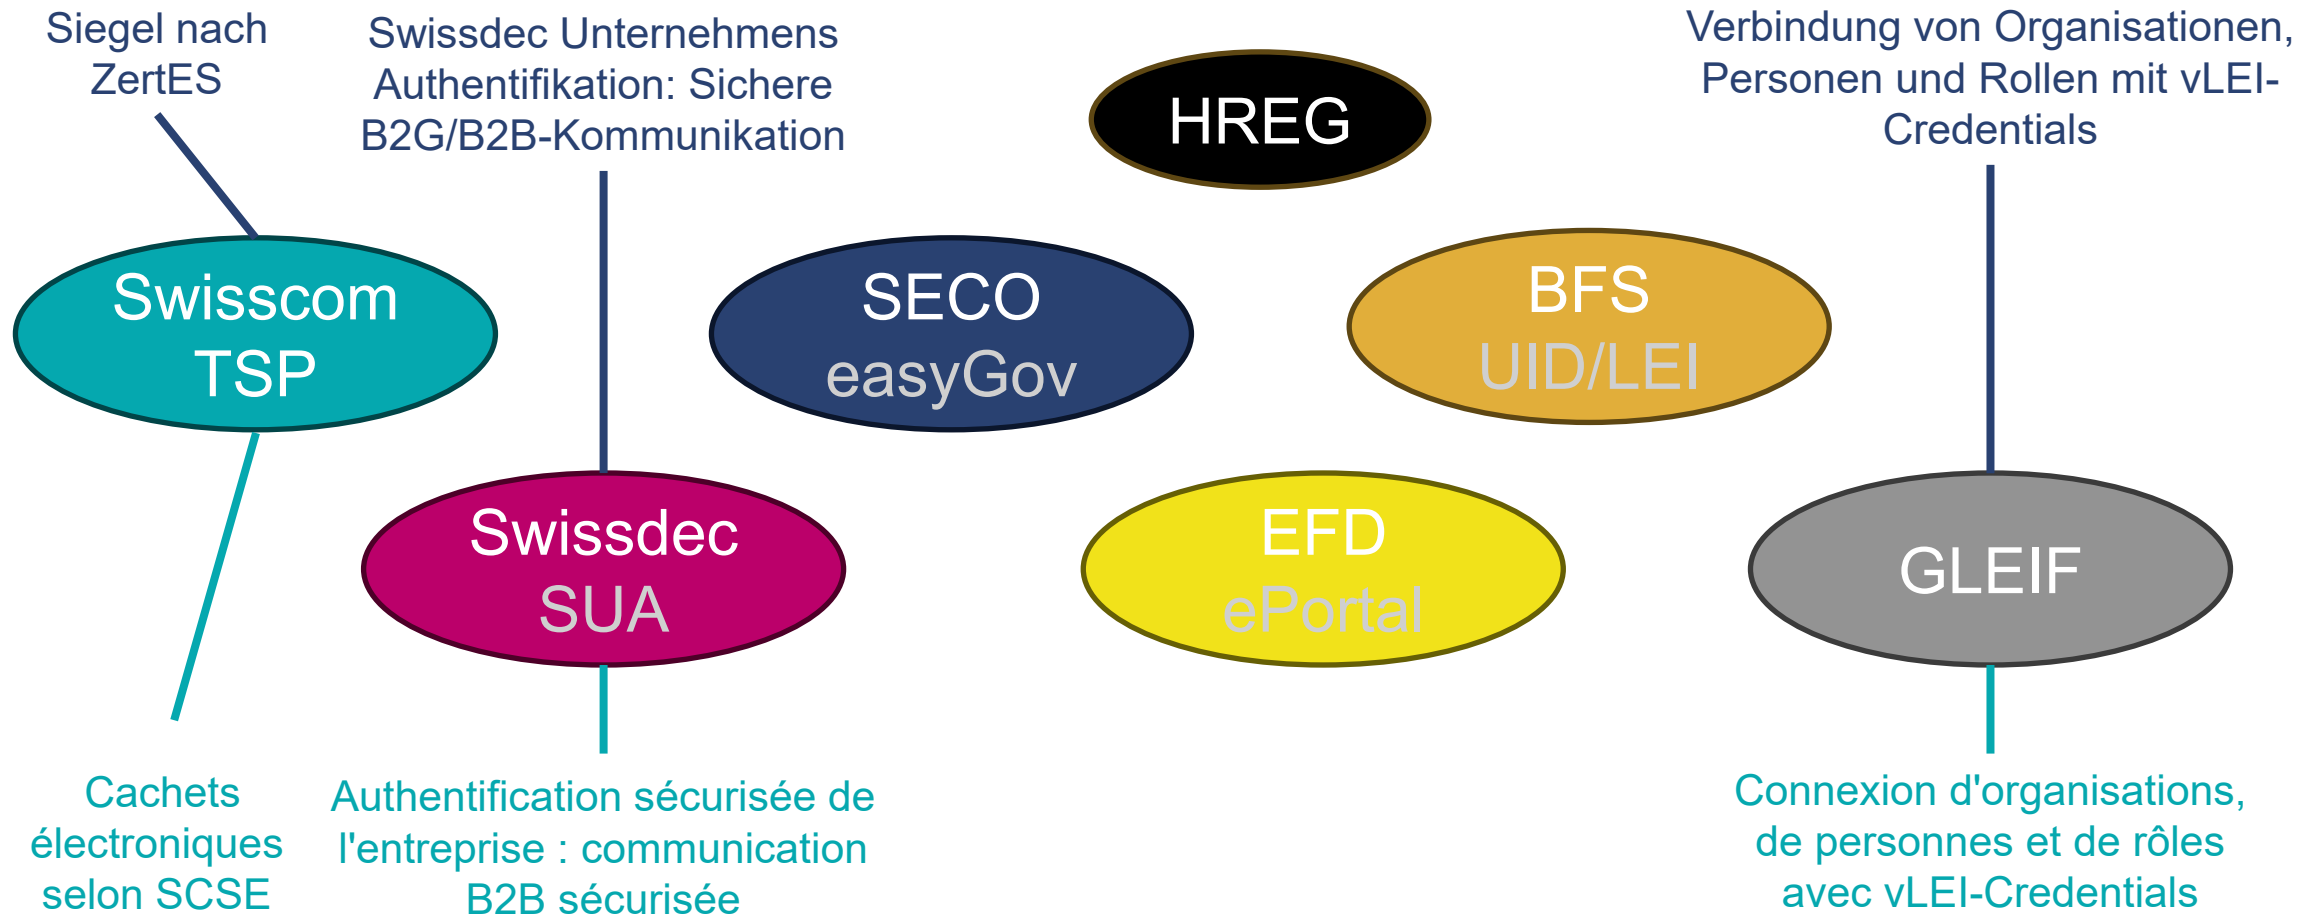 Siegel nach
ZertES
Swissdec Unternehmens
Authentifikation: Sichere
B2G/B2B-Kommunikation
HREG
Verbindung von Organisationen,
Personen und Rollen mit vLEI-
Credentials
Swisscom
TSP
SECO
easyGov
BFS
UID/LEI
Swissdec
SUA
EFD
ePortal
GLEIF
Cachets
électroniques
selon SCSE
Authentification sécurisée de
l'entreprise : communication
B2B sécurisée
Connexion d'organisations,
de personnes et de rôles
avec vLEI-Credentials